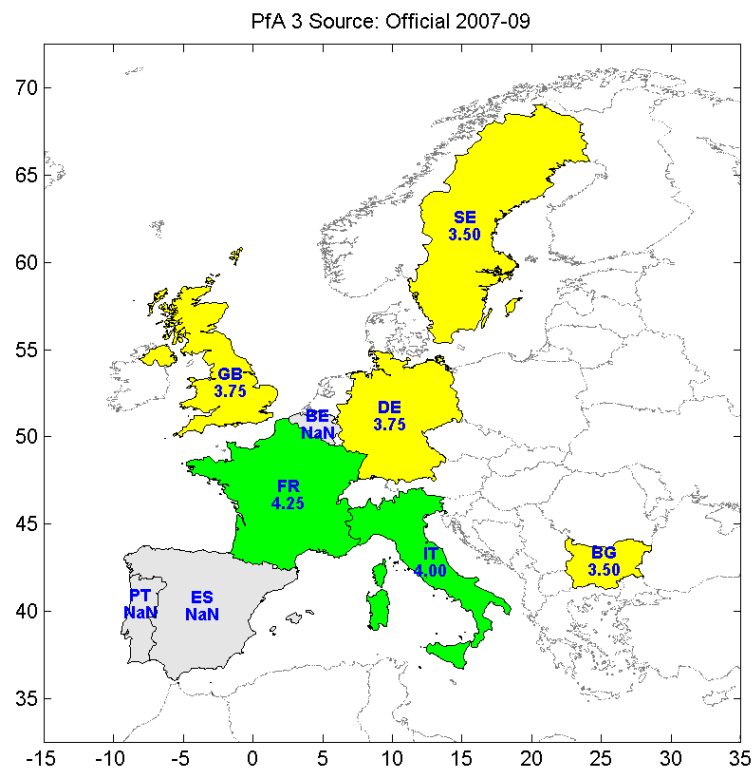 PfA 3 Source: Official 2007-09
70
65
60
55
50
45
40
35
SE
3.50
GB
3.75
DE
3.75
BE
NaN
FR
4.25
IT
4.00
BG
3.50
PT
NaN
ES
NaN
-15 -10 -5 0 5 10 15 20 25 30 35